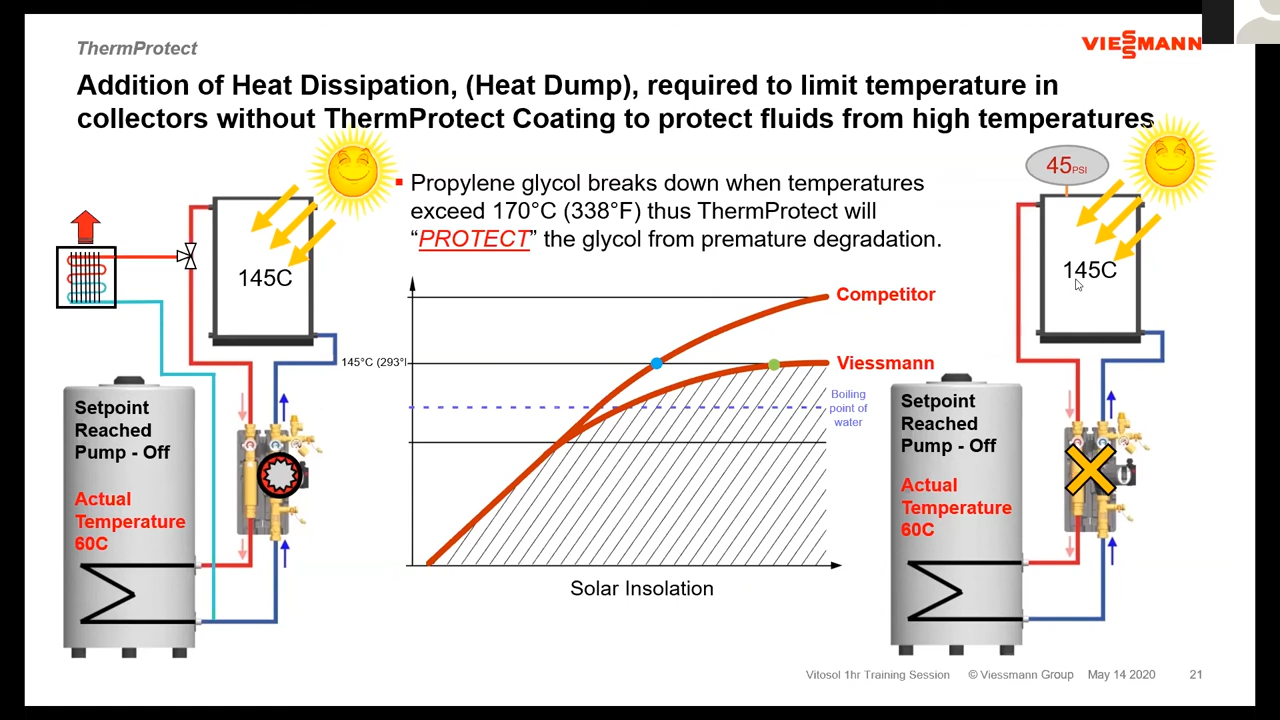 ThermProtect
VIESSMANN
Addition of Heat Dissipation, (Heat Dump), required to limit temperature in
collectors without ThermProtect Coating to protect fluids from high temperatures
Propylene glycol breaks down when temperatures
exceed 170°C (338°F) thus ThermProtect will
“PROTECT” the glycol from premature degradation.
145C
45PSI
145C
Competitor
145°C (293°
Viessmann
Boiling
point of
water
Solar Insolation
Setpoint
Reached
Pump - Off
Actual
Temperature
60C
Setpoint
Reached
Pump - Off
Actual
Temperature
60C
Vitosol 1hr Training Session © Viessmann Group May 14 2020 21